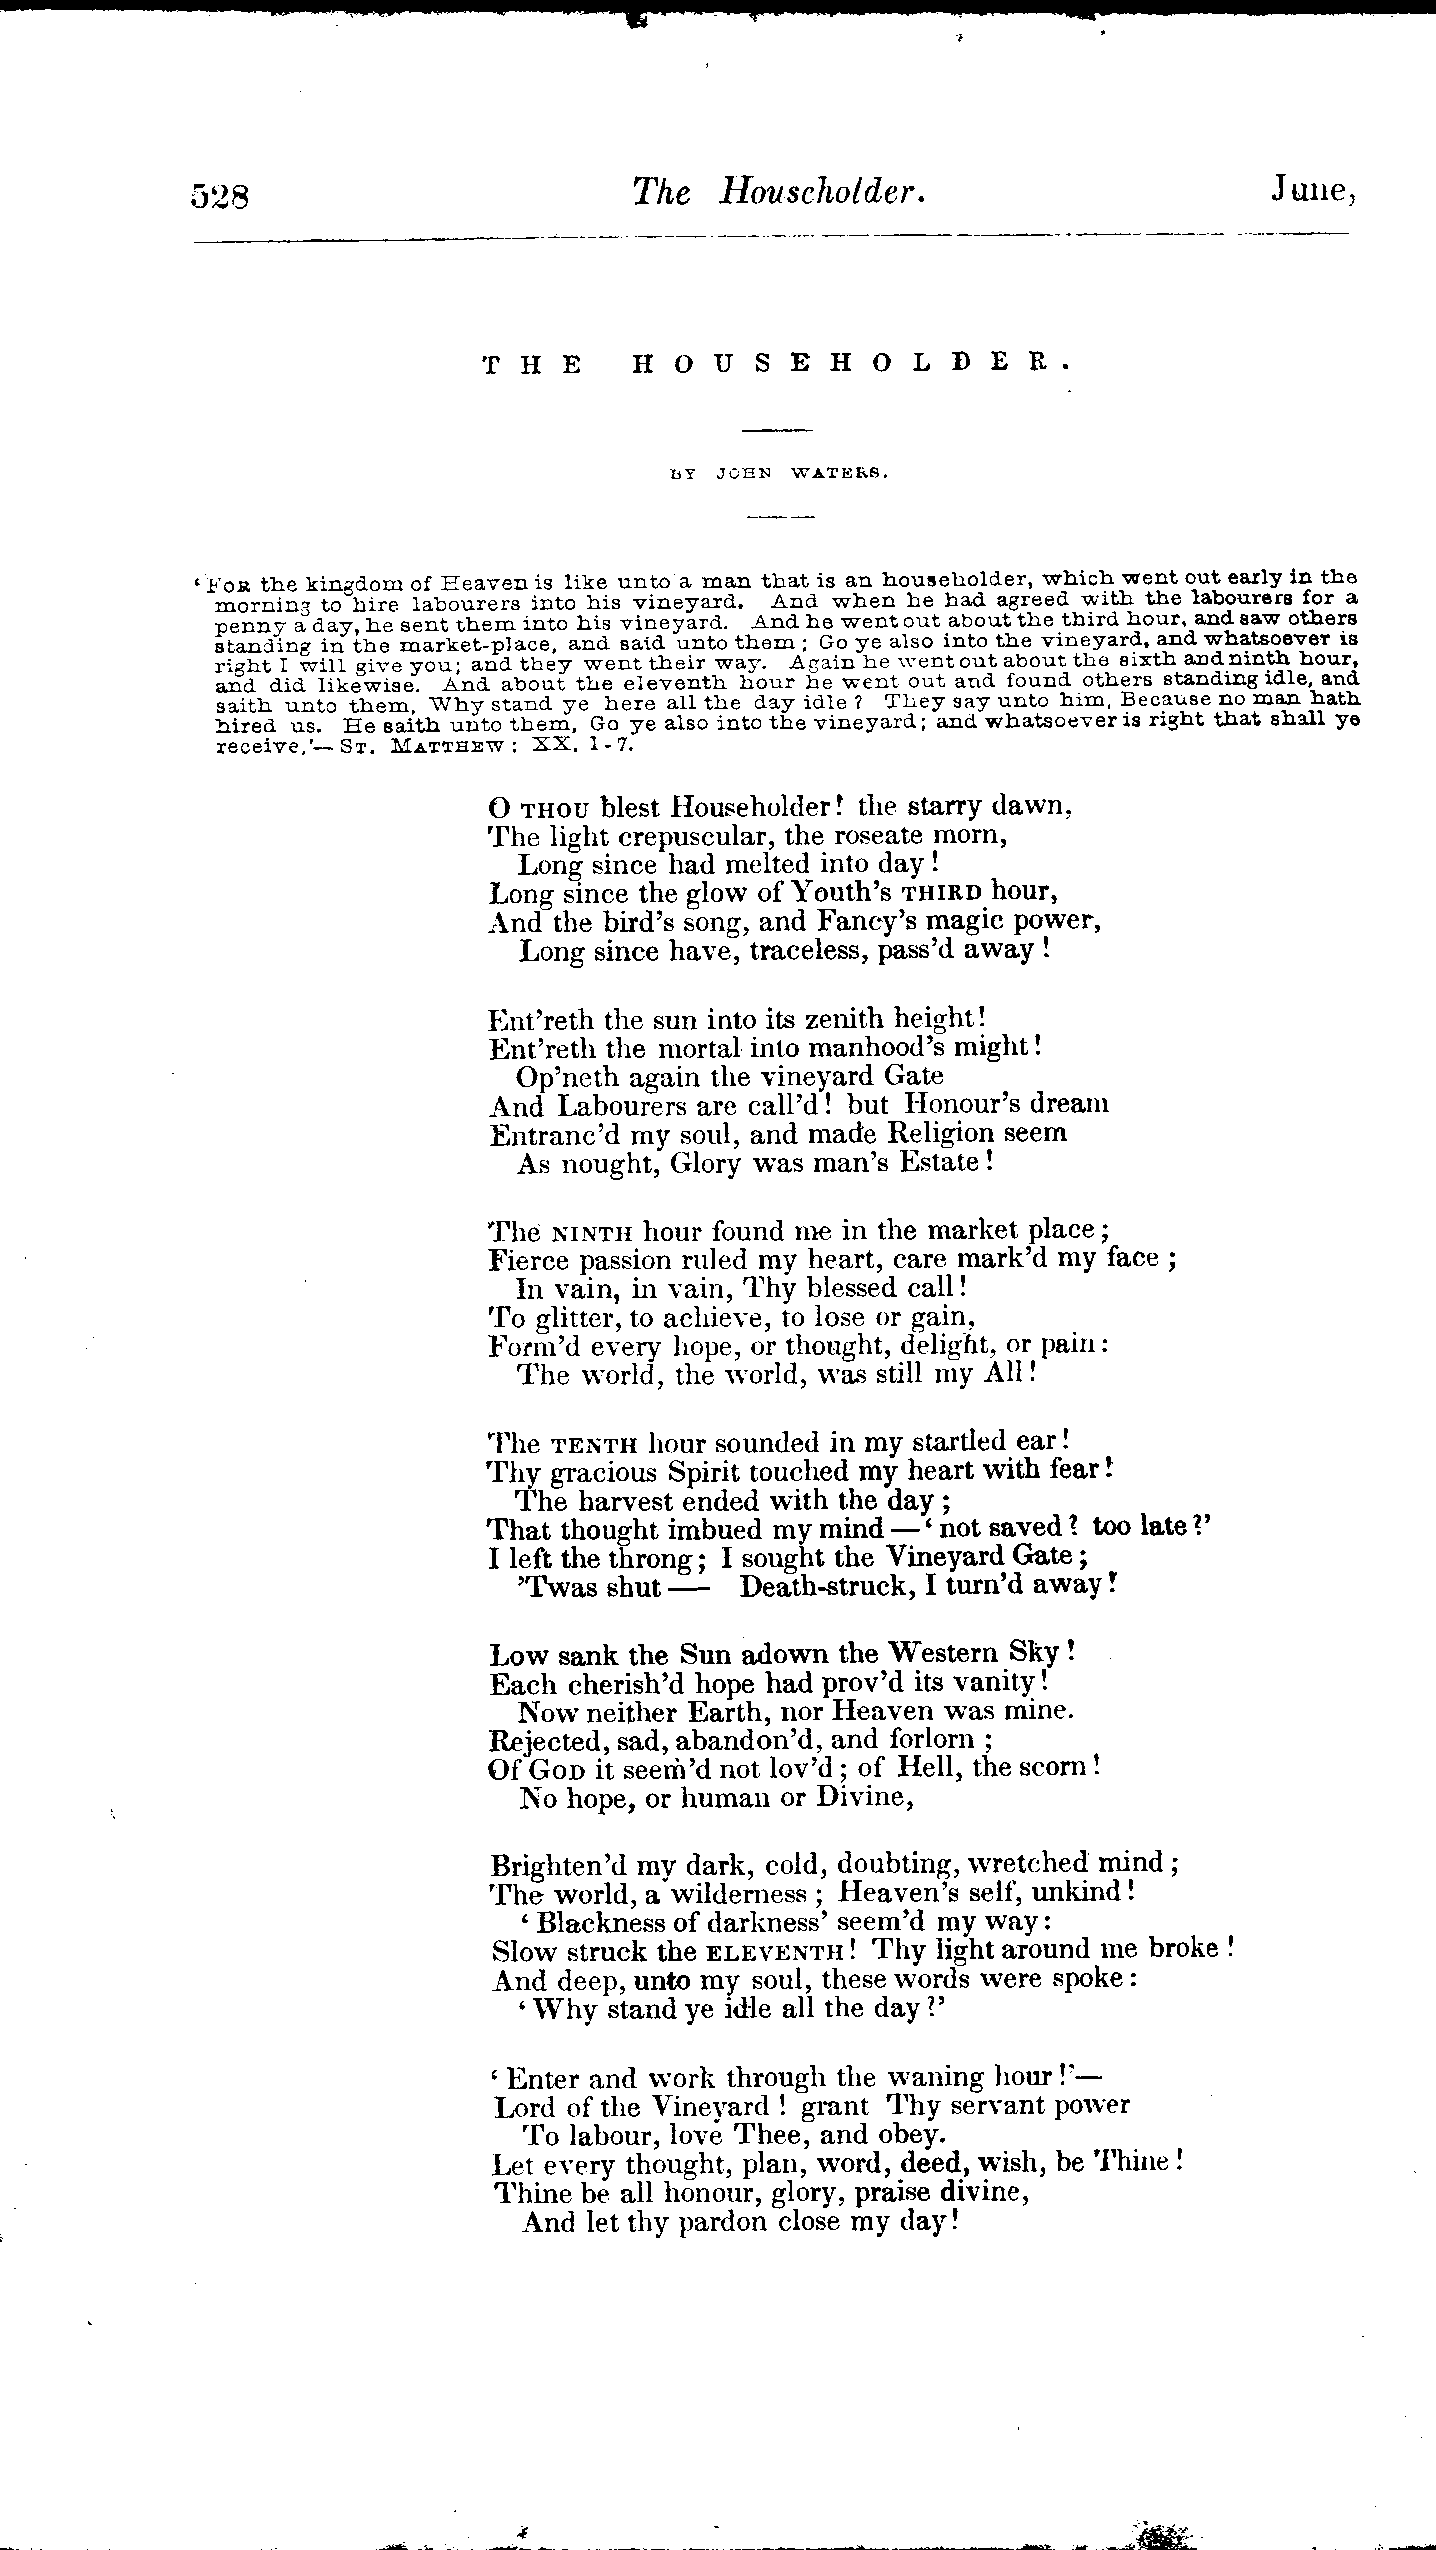 528 The Householder. June,
THE HOUSEHOLDER.
BY JOHN WATERS.
‘FOR the kingdom of Heaven is like unto a man that is an householder, which went out early in the
morning to hire labourers into his vineyard. And when he had agreed with the labourers for a
penny a day, he sent them into his vineyard. And he went out about the third hour, and saw others
standing in the market-place, and said unto them; Go ye also into the vineyard, and whatsoever is
right I will give you; and they went their way. Again he went out about the sixth and ninth hour,
and did likewise. And about the eleventh hour he went out and found others standing idle, and
saith unto them, Why stand ye here all the day idle? They say unto him, Because no man hath
hired us. He saith unto them, Go ye also into the vineyard; and whatsoever is right that shall ye
receive.’— ST. MATTHEW: XX. 1-7.
O THOU blest Householder! the starry dawn,
The light crepuscular, the roseate morn,
Long since had melted into day!
Long since the glow of Youth’s THIRD hour,
And the bird’s song, and Fancy’s magic power,
Long since have, traceless, pass’d away!
Ent’reth the sun into its zenith height!
Ent’reth the mortal into manhood’s might!
Op’neth again the vineyard Gate
And Labourers are call’d! but Honour’s dream
Entranc’d my soul, and made Religion seem
As nought, Glory was man’s Estate!
The NINTH hour found me in the market place;
Fierce passion ruled my heart, care mark’d my face;
In vain, in vain, Thy blessed call!
To glitter, to achieve, to lose or gain,
Form’d every hope, or thought, delight, or pain:
The world, the world, was still my All!
The TENTH hour sounded in my startled ear!
Thy gracious Spirit touched my heart with fear!
The harvest ended with the day;
That thought imbued my mind —‘ not saved? too late?’
I left the throng; I sought the Vineyard Gate;
’Twas shut — Death-struck, I turn’d away!
Low sank the Sun adown the Western Sky!
Each cherish’d hope had prov’d its vanity!
Now neither Earth, nor Heaven was mine.
Rejected, sad, abandon’d, and forlorn;
Of GOD it seem’d not lov’d; of Hell, the scorn!
No hope, or human or Divine,
Brighten’d my dark, cold, doubting, wretched mind;
The world, a wilderness; Heaven’s self, unkind!
‘ Blackness of darkness’ seem’d my way:
Slow struck the ELEVENTH! Thy light around me broke!
And deep, unto my soul, these words were spoke:
‘ Why stand ye idle all the day?’
‘ Enter and work through the waning hour!’—
Lord of the Vineyard! grant Thy servant power
To labour, love Thee, and obey.
Let every thought, plan, word, deed, wish, be Thine!
Thine be all honour, glory, praise divine,
And let thy pardon close my day!